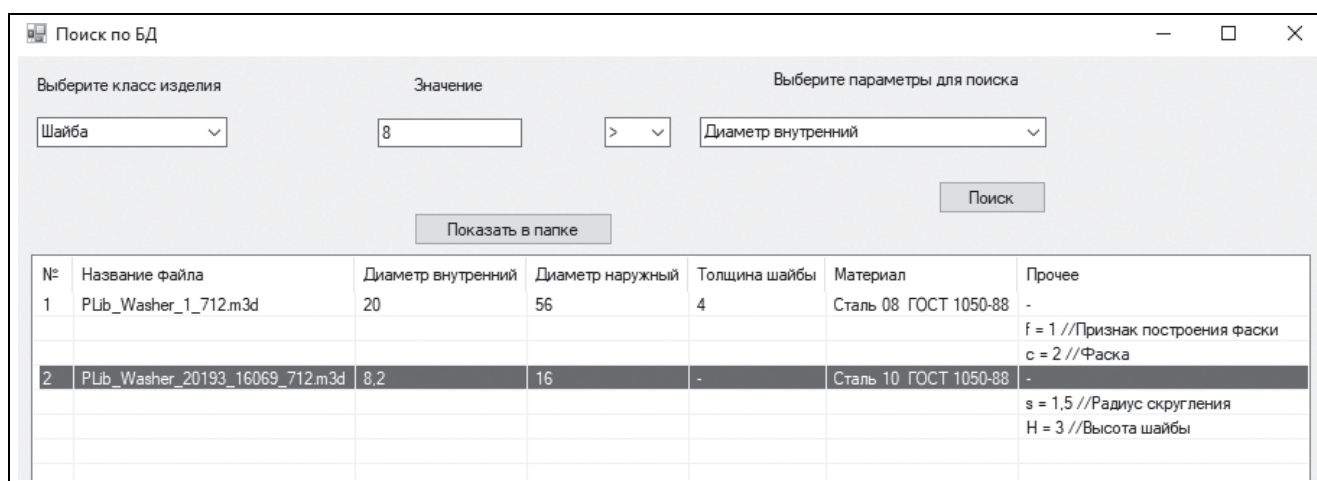 Поиск по БД
Выберите класс изделия Значение Выберите параметры для поиска
Шайба 8 > Диаметр внутренний
Поиск
Показать в папке
№ Название файла Диаметр внутренний Диаметр наружный Толщина шайбы Материал Прочее
1 PLib_Washer_1_712.m3d 20 56 4 Сталь 08 ГОСТ 1050-88 -
f = 1 //Признак построения фаски
c = 2 //Фаска
2 PLib_Washer_20193_16069_712.m3d 8,2 16 - Сталь 10 ГОСТ 1050-88 -
s = 1,5 //Радиус скругления
H = 3 //Высота шайбы